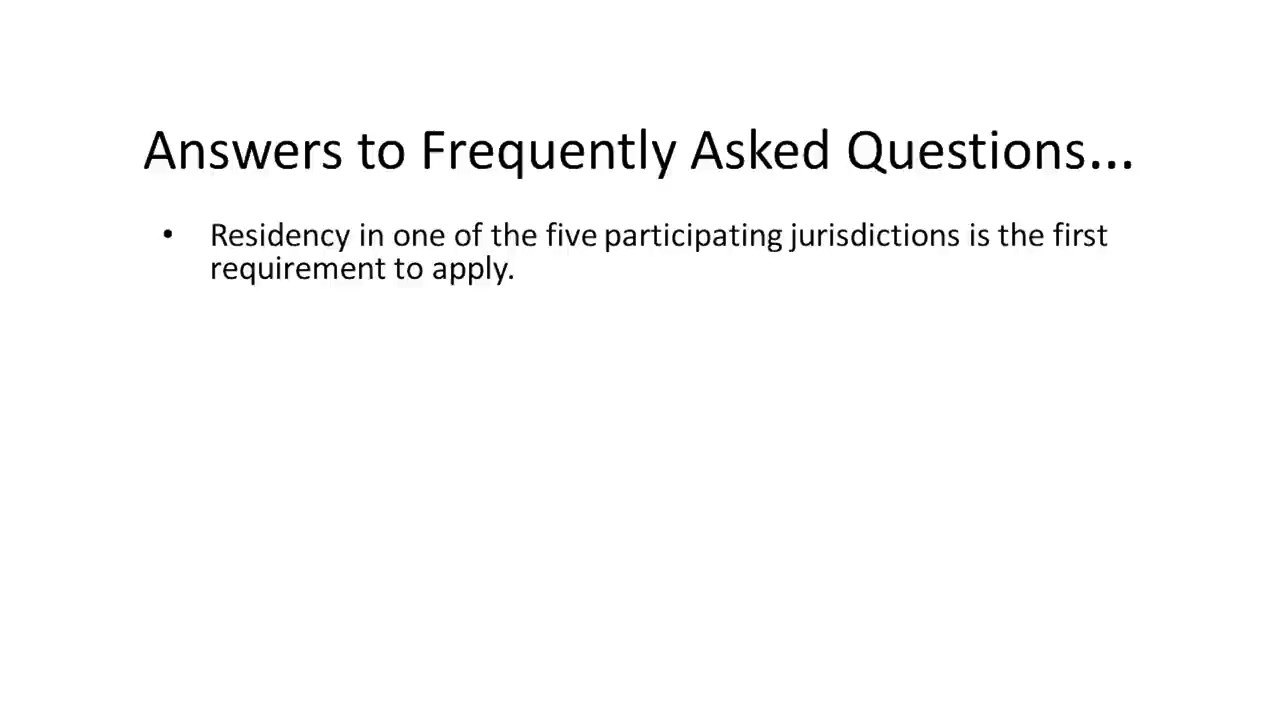 Answers to Frequently Asked Questions...
• Residency in one of the five participating jurisdictions is the first
requirement to apply.